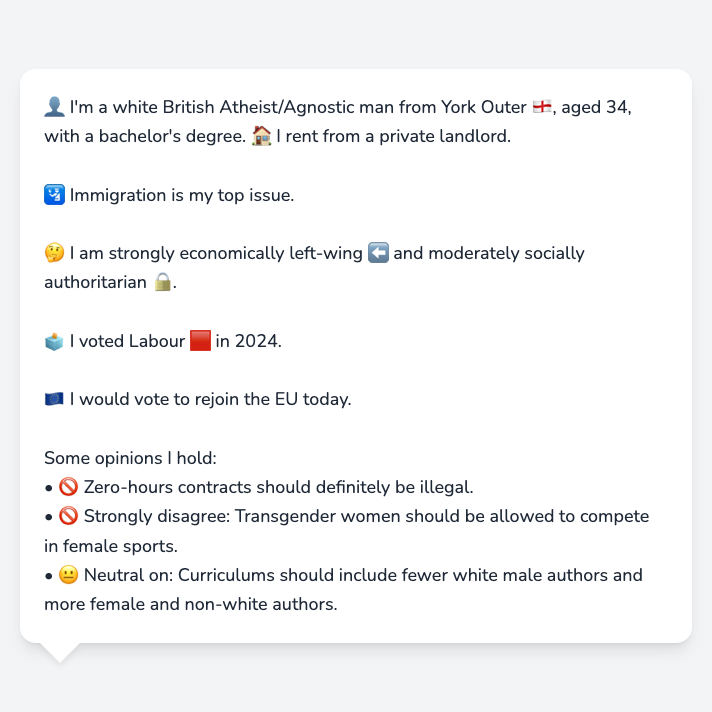 👤 I'm a white British Atheist/Agnostic man from York Outer 🏴󠁧󠁢󠁥󠁮󠁧󠁿, aged 34,
with a bachelor's degree. 🏠 I rent from a private landlord.
🛂 Immigration is my top issue.
🤔 I am strongly economically left-wing ⬅️ and moderately socially
authoritarian 🔒.
🗳️ I voted Labour 🟥 in 2024.
🇪🇺 I would vote to rejoin the EU today.
Some opinions I hold:
• 🚫 Zero-hours contracts should definitely be illegal.
• 🚫 Strongly disagree: Transgender women should be allowed to compete
in female sports.
• 😐 Neutral on: Curriculums should include fewer white male authors and
more female and non-white authors.